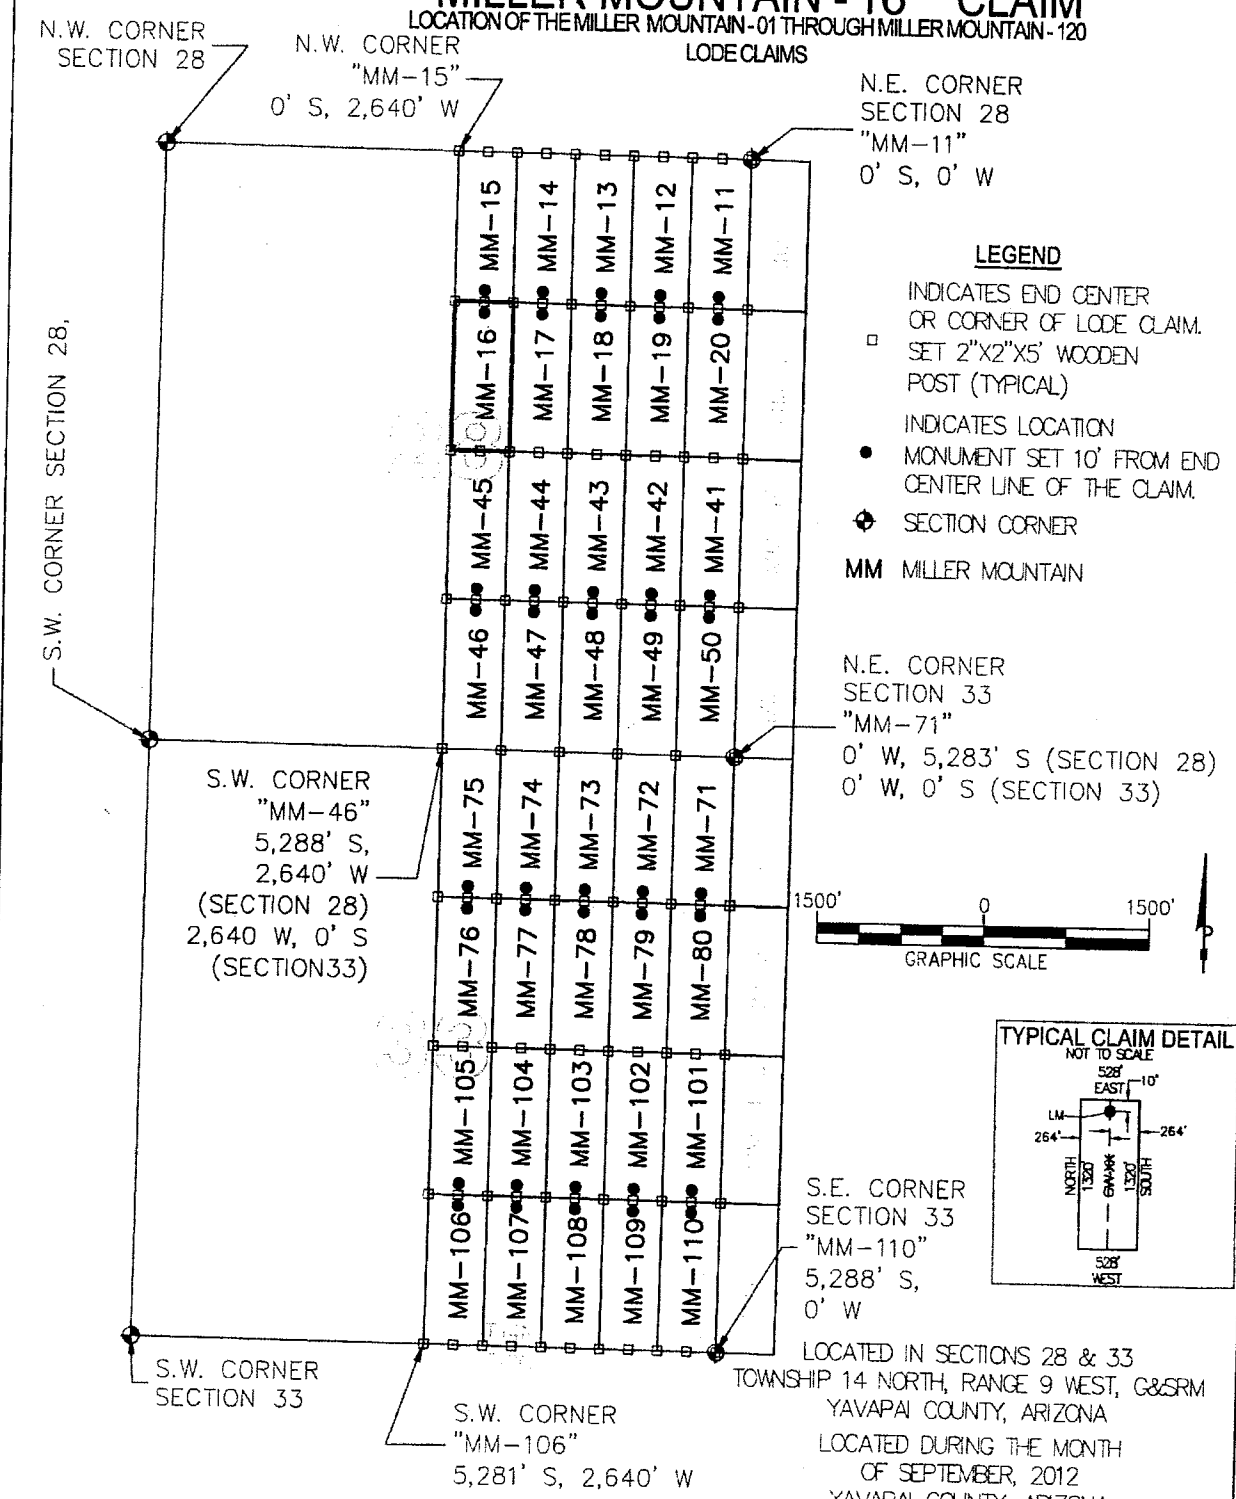 MILLER MOUNTAIN - 16 CLAIM
LOCATION OF THE MILLER MOUNTAIN - 01 THROUGH MILLER MOUNTAIN - 120
LODE CLAIMS
N.W. CORNER
SECTION 28
N.W. CORNER
"MM-15"
0' S, 2,640' W
N.E. CORNER
SECTION 28
"MM-11"
0' S, 0' W
MM-15
MM-14
MM-13
MM-12
MM-11
MM-16
MM-17
MM-18
MM-19
MM-20
MM-45
MM-44
MM-43
MM-42
MM-41
MM-46
MM-47
MM-48
MM-49
MM-50
MM-75
MM-74
MM-73
MM-72
MM-71
MM-76
MM-77
MM-78
MM-79
MM-80
MM-105
MM-104
MM-103
MM-102
MM-101
MM-106
MM-107
MM-108
MM-109
MM-110
LEGEND
INDICATES END CENTER
OR CORNER OF LODE CLAIM.
SET 2"X2"X5' WOODEN
POST (TYPICAL)
INDICATES LOCATION
MONUMENT SET 10' FROM END
CENTER LINE OF THE CLAIM.
SECTION CORNER
MM MILLER MOUNTAIN
S.W. CORNER SECTION 28,
N.E. CORNER
SECTION 33
"MM-71"
0' W, 5,283' S (SECTION 28)
0' W, 0' S (SECTION 33)
S.W. CORNER
"MM-46"
5,288' S,
2,640' W
(SECTION 28)
2,640 W, 0' S
(SECTION33)
1500' 0 1500'
GRAPHIC SCALE
TYPICAL CLAIM DETAIL
NOT TO SCALE
528'
EAST
10'
LM
264'
264'
NORTH
1320'
1320'
SOUTH
528'
WEST
S.E. CORNER
SECTION 33
"MM-110"
5,288' S,
0' W
S.W. CORNER
SECTION 33
S.W. CORNER
"MM-106"
5,281' S, 2,640' W
LOCATED IN SECTIONS 28 & 33
TOWNSHIP 14 NORTH, RANGE 9 WEST, G&SRM
YAVAPAI COUNTY, ARIZONA
LOCATED DURING THE MONTH
OF SEPTEMBER, 2012
YAVAPAI COUNTY, ARIZONA